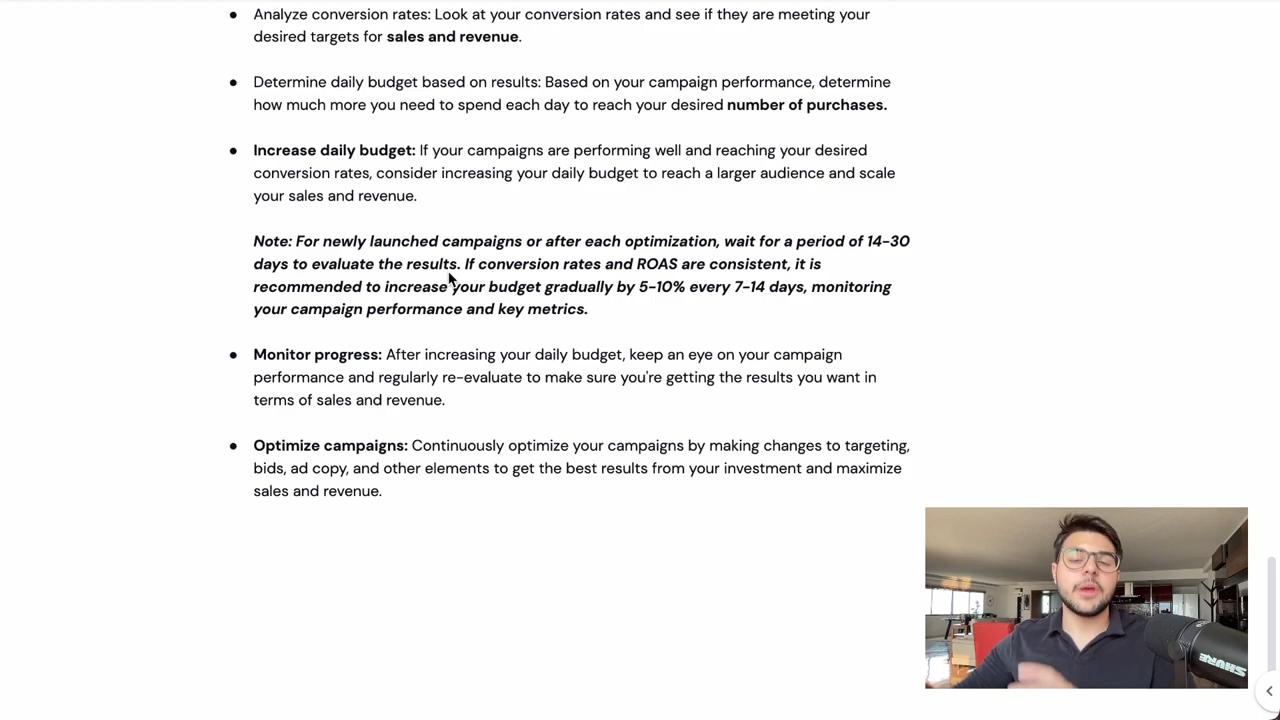 ● Analyze conversion rates: Look at your conversion rates and see if they are meeting your
desired targets for sales and revenue.
● Determine daily budget based on results: Based on your campaign performance, determine
how much more you need to spend each day to reach your desired number of purchases.
● Increase daily budget: If your campaigns are performing well and reaching your desired
conversion rates, consider increasing your daily budget to reach a larger audience and scale
your sales and revenue.
Note: For newly launched campaigns or after each optimization, wait for a period of 14-30
days to evaluate the results. If conversion rates and ROAS are consistent, it is
recommended to increase your budget gradually by 5-10% every 7-14 days, monitoring
your campaign performance and key metrics.
● Monitor progress: After increasing your daily budget, keep an eye on your campaign
performance and regularly re-evaluate to make sure you're getting the results you want in
terms of sales and revenue.
● Optimize campaigns: Continuously optimize your campaigns by making changes to targeting,
bids, ad copy, and other elements to get the best results from your investment and maximize
sales and revenue.
SHURE